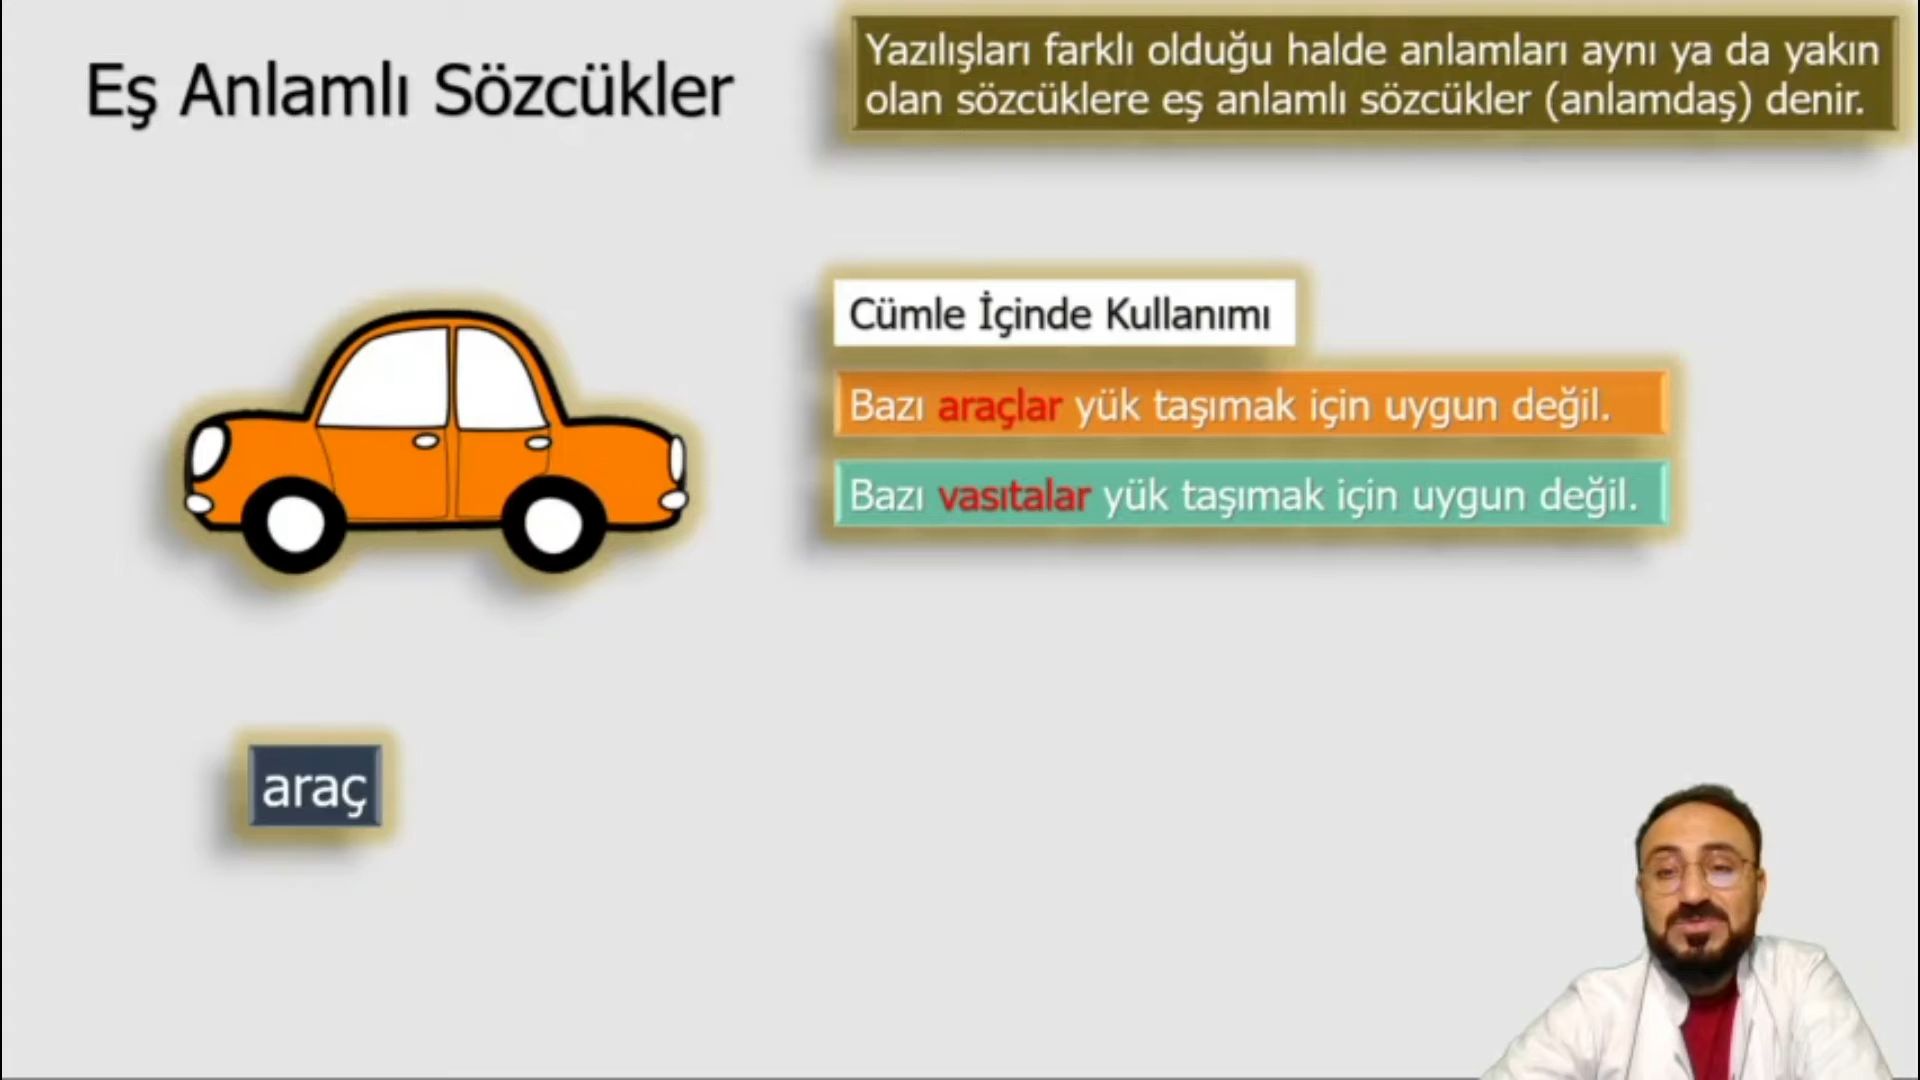 Eş Anlamlı Sözcükler
Yazılışları farklı olduğu halde anlamları aynı ya da yakın
olan sözcüklere eş anlamlı sözcükler (anlamdaş) denir.
Cümle İçinde Kullanımı
Bazı araçlar yük taşımak için uygun değil.
Bazı vasıtalar yük taşımak için uygun değil.
araç